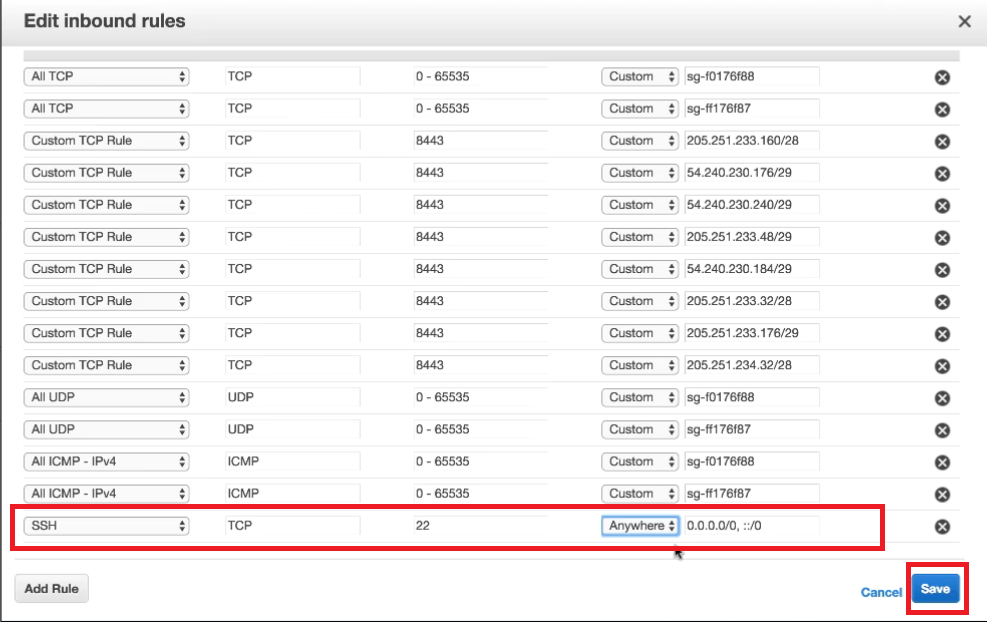 Edit inbound rules
All TCP TCP 0 - 65535 Custom sg-f0176f88
All TCP TCP 0 - 65535 Custom sg-ff176f87
Custom TCP Rule TCP 8443 Custom 205.251.233.160/28
Custom TCP Rule TCP 8443 Custom 54.240.230.176/29
Custom TCP Rule TCP 8443 Custom 54.240.230.240/29
Custom TCP Rule TCP 8443 Custom 205.251.233.48/29
Custom TCP Rule TCP 8443 Custom 54.240.230.184/29
Custom TCP Rule TCP 8443 Custom 205.251.233.32/28
Custom TCP Rule TCP 8443 Custom 205.251.233.176/29
Custom TCP Rule TCP 8443 Custom 205.251.234.32/28
All UDP UDP 0 - 65535 Custom sg-f0176f88
All UDP UDP 0 - 65535 Custom sg-ff176f87
All ICMP - IPv4 ICMP 0 - 65535 Custom sg-f0176f88
All ICMP - IPv4 ICMP 0 - 65535 Custom sg-ff176f87
SSH TCP 22 Anywhere 0.0.0.0/0, ::/0
Add Rule Cancel Save